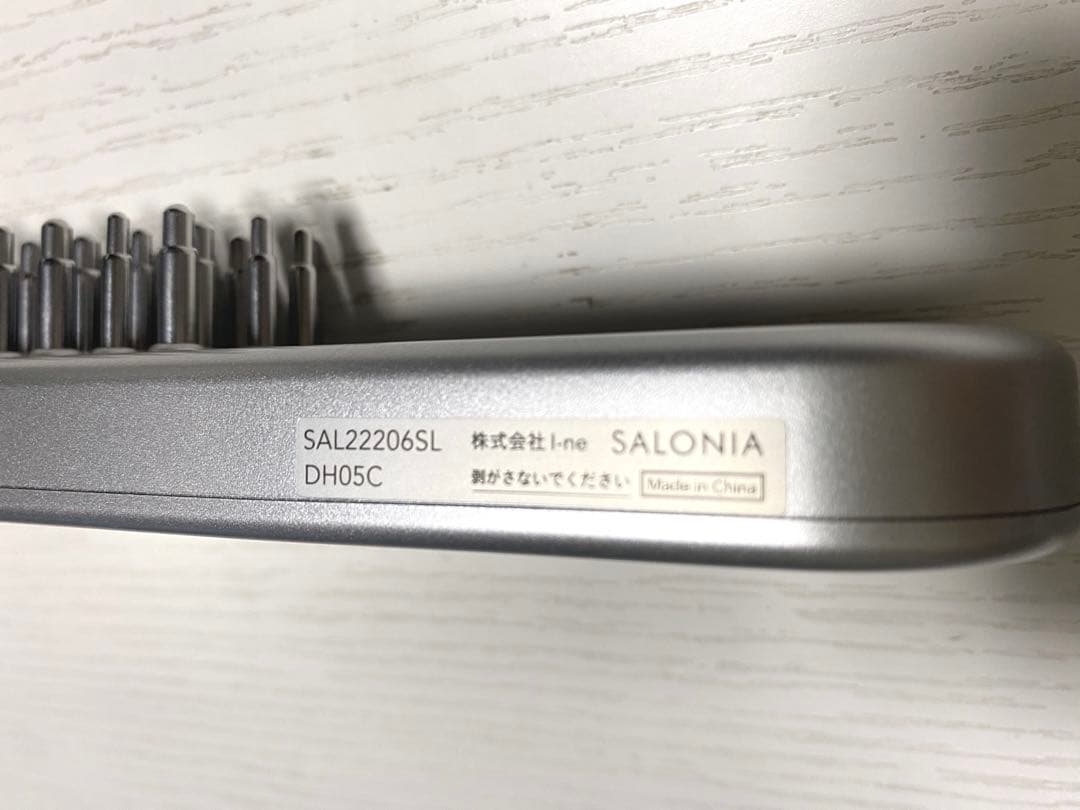 SAL22206SL 株式会社I-ne SALONIA
DH05C 剥がさないでください Made in China